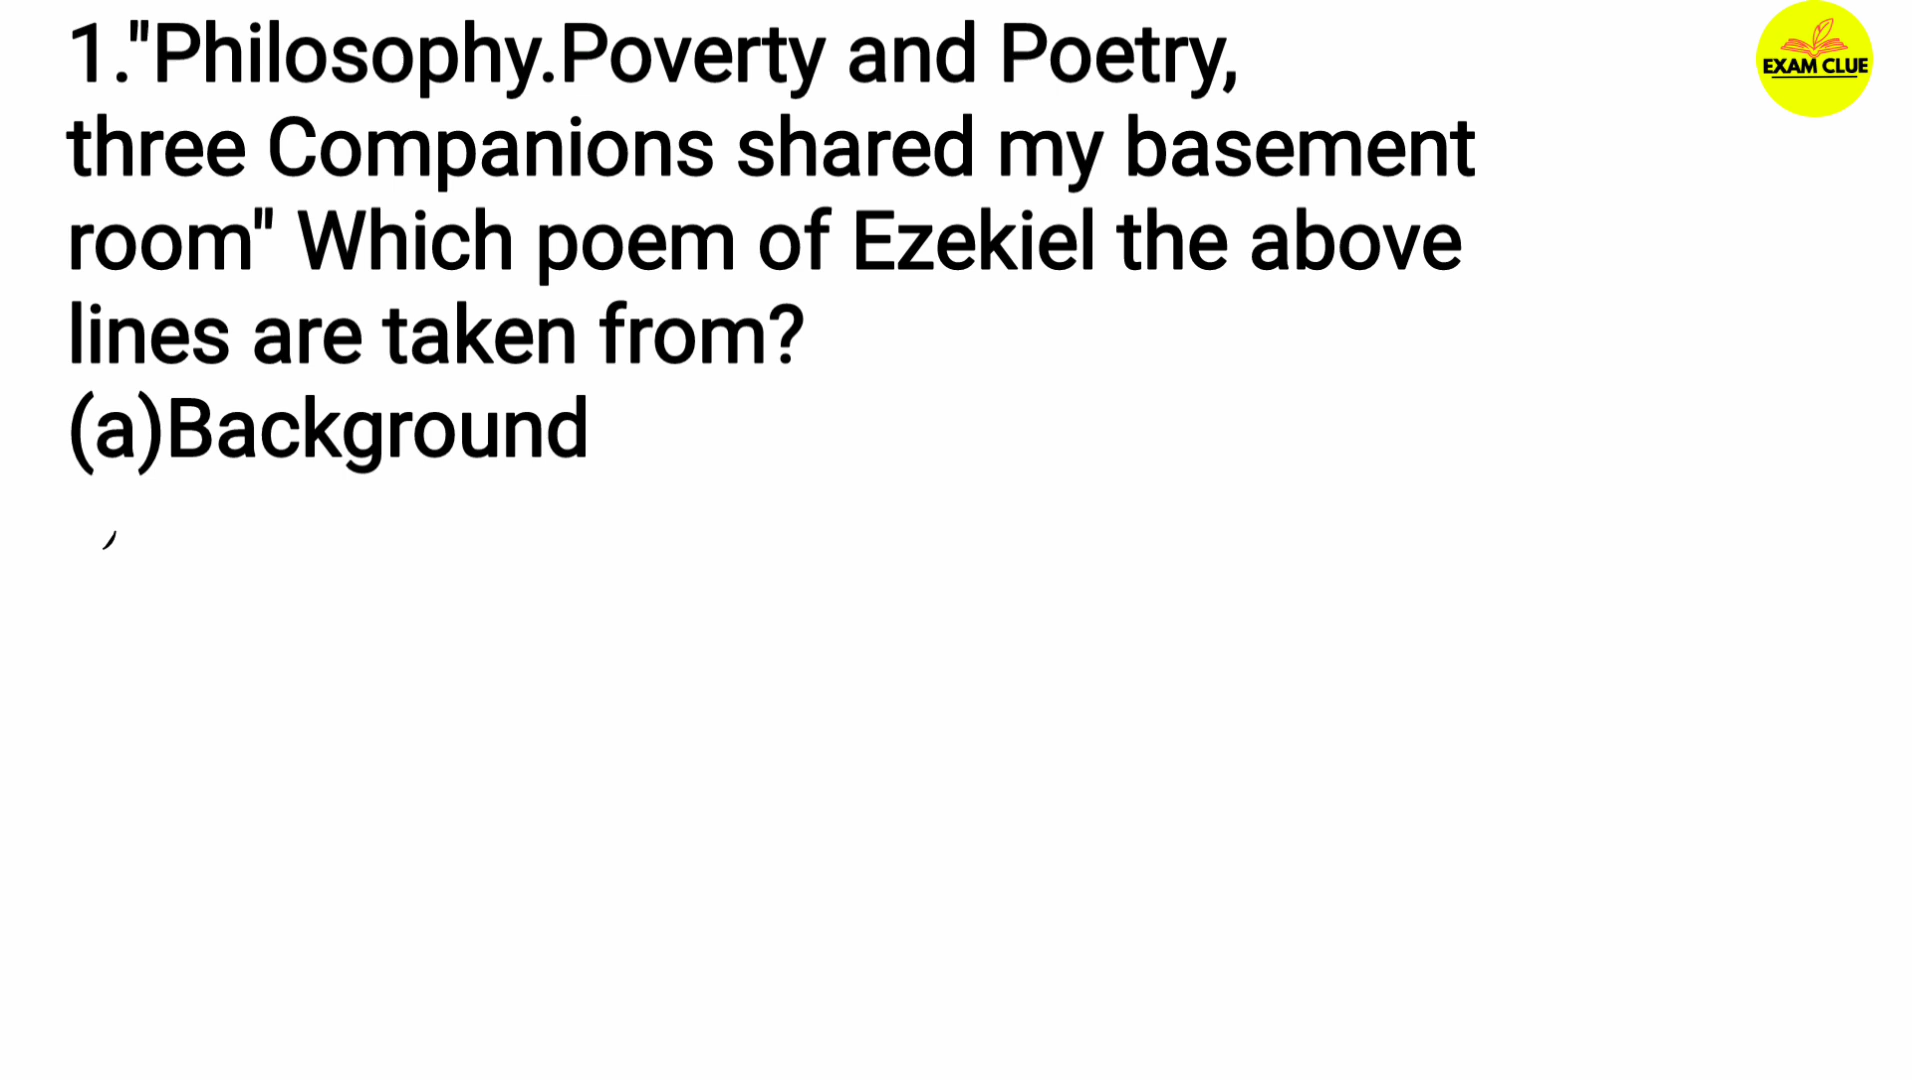 1."Philosophy.Poverty and Poetry,
three Companions shared my basement
room" Which poem of Ezekiel the above
lines are taken from?
(a)Background
EXAM CLUE